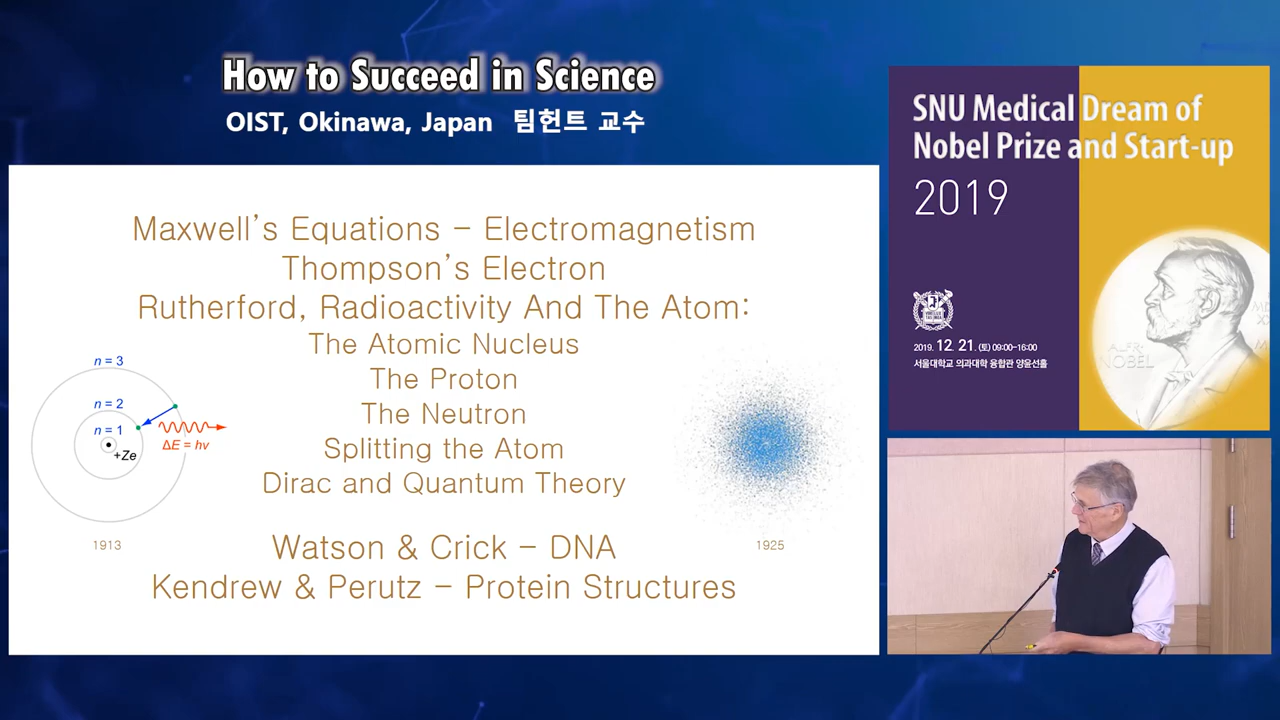 How to Succeed in Science
OIST, Okinawa, Japan 팀헌트 교수
Maxwell's Equations – Electromagnetism
Thompson's Electron
Rutherford, Radioactivity And The Atom:
The Atomic Nucleus
The Proton
The Neutron
Splitting the Atom
Dirac and Quantum Theory
Watson & Crick – DNA
Kendrew & Perutz – Protein Structures
n = 3
n = 2
n = 1
+Ze
ΔE = hν
1913
1925
SNU Medical Dream of
Nobel Prize and Start-up
2019
2019. 12. 21. (토) 09:00~16:00
서울대학교 의과대학 융합관 양윤선홀
ALFR.
NOBEL